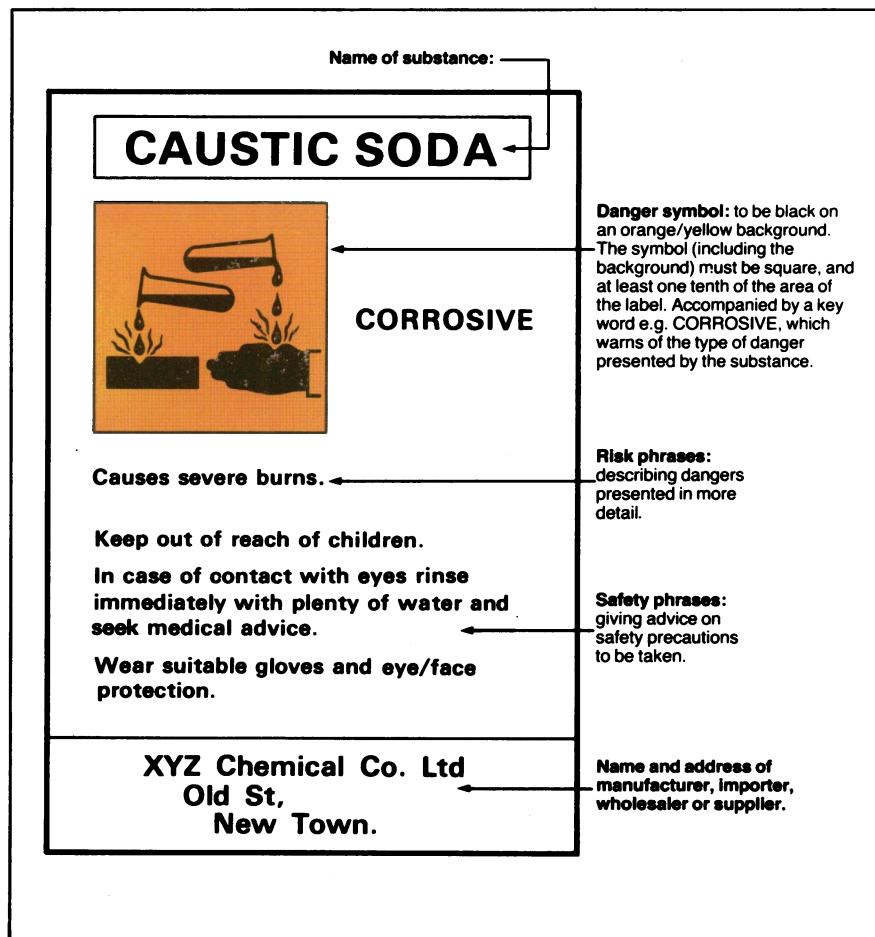 Name of substance:
CAUSTIC SODA
CORROSIVE
Danger symbol: to be black on
an orange/yellow background.
The symbol (including the
background) must be square, and
at least one tenth of the area of
the label. Accompanied by a key
word e.g. CORROSIVE, which
warns of the type of danger
presented by the substance.
Causes severe burns.
Risk phrases:
describing dangers
presented in more
detail.
Keep out of reach of children.
In case of contact with eyes rinse
immediately with plenty of water and
seek medical advice.
Wear suitable gloves and eye/face
protection.
Safety phrases:
giving advice on
safety precautions
to be taken.
XYZ Chemical Co. Ltd
Old St,
New Town.
Name and address of
manufacturer, importer,
wholesaler or supplier.